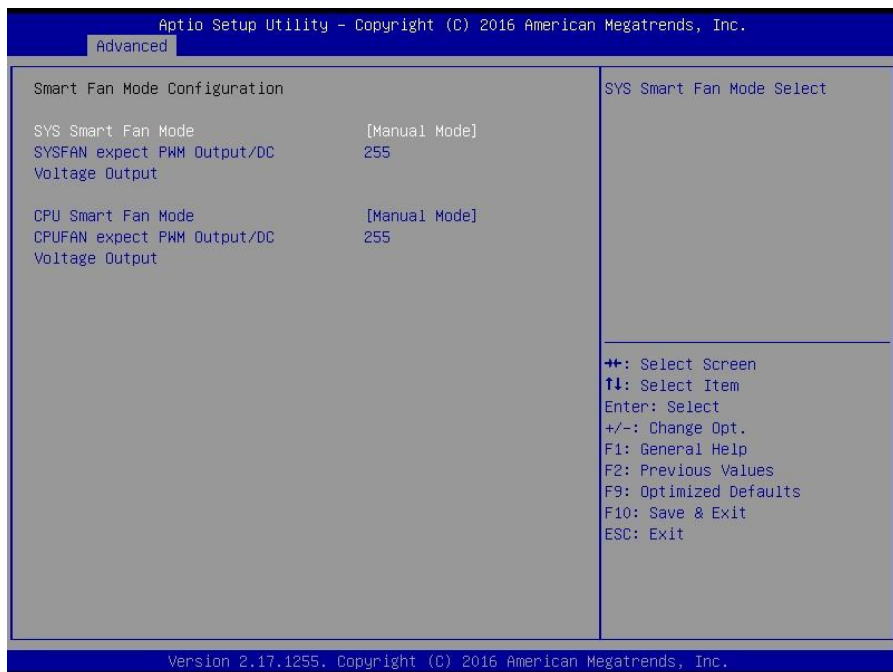 Aptio Setup Utility – Copyright (C) 2016 American Megatrends, Inc.
Advanced
Smart Fan Mode Configuration
SYS Smart Fan Mode [Manual Mode]
SYSFAN expect PWM Output/DC 255
Voltage Output
CPU Smart Fan Mode [Manual Mode]
CPUFAN expect PWM Output/DC 255
Voltage Output
SYS Smart Fan Mode Select
→←: Select Screen
↑↓: Select Item
Enter: Select
+/-: Change Opt.
F1: General Help
F2: Previous Values
F9: Optimized Defaults
F10: Save & Exit
ESC: Exit
Version 2.17.1255. Copyright (C) 2016 American Megatrends, Inc.